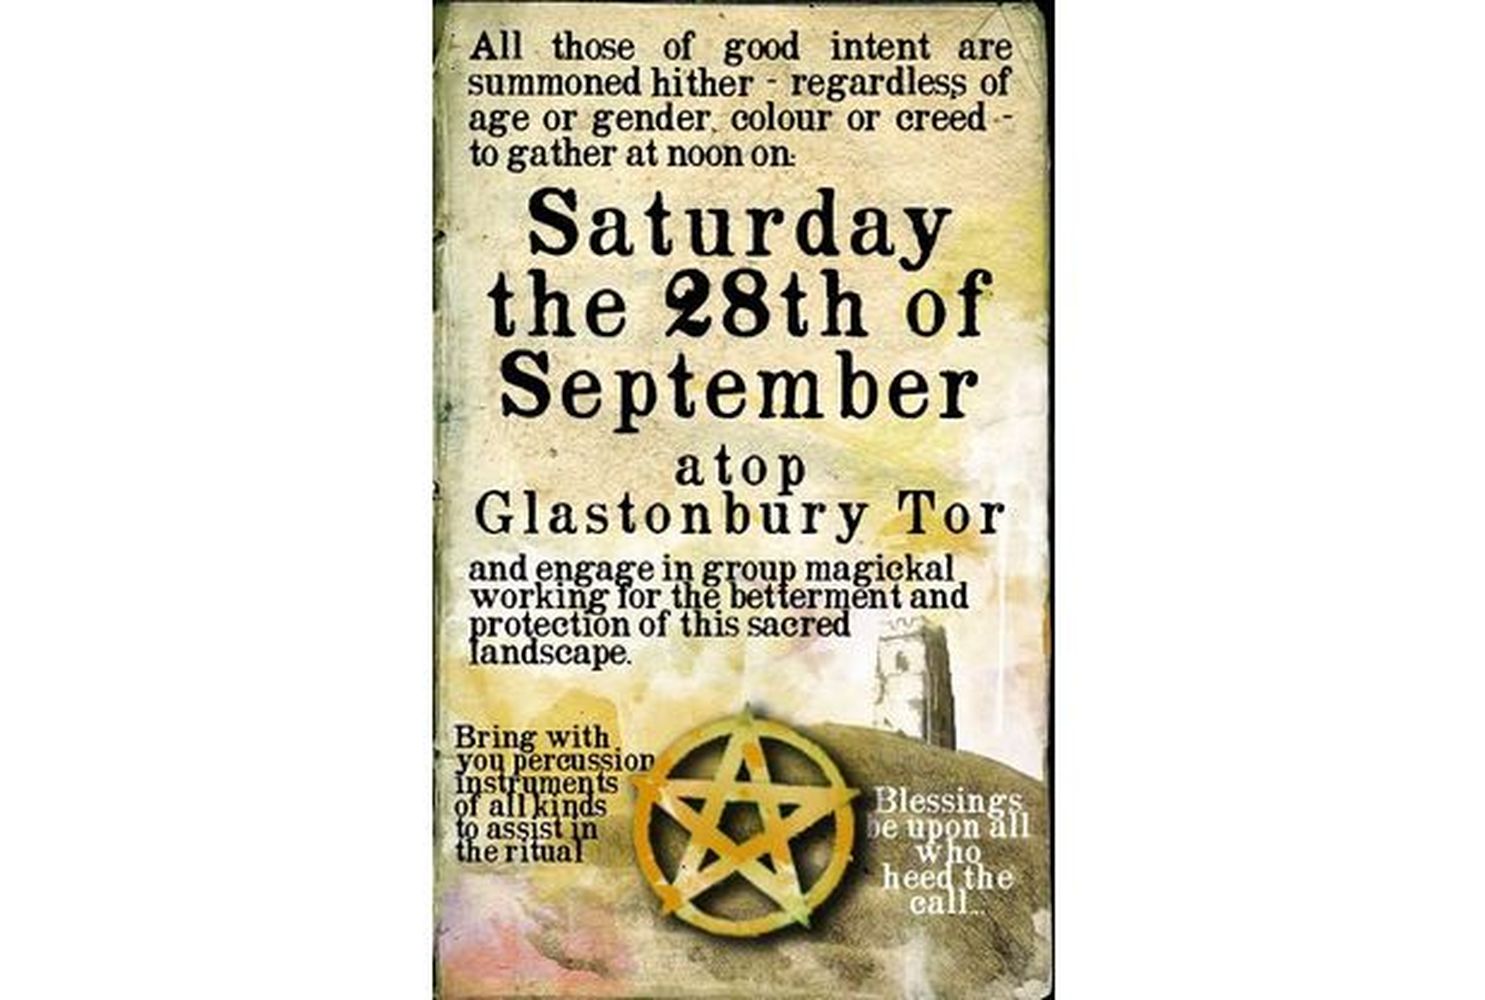 All those of good intent are
summoned hither - regardless of
age or gender, colour or creed -
to gather at noon on:
Saturday
the 28th of
September
atop
Glastonbury Tor
and engage in group magickal
working for the betterment and
protection of this sacred
landscape.
Bring with
you percussion
instruments
of all kinds
to assist in
the ritual
Blessings
be upon all
who
heed the
call...